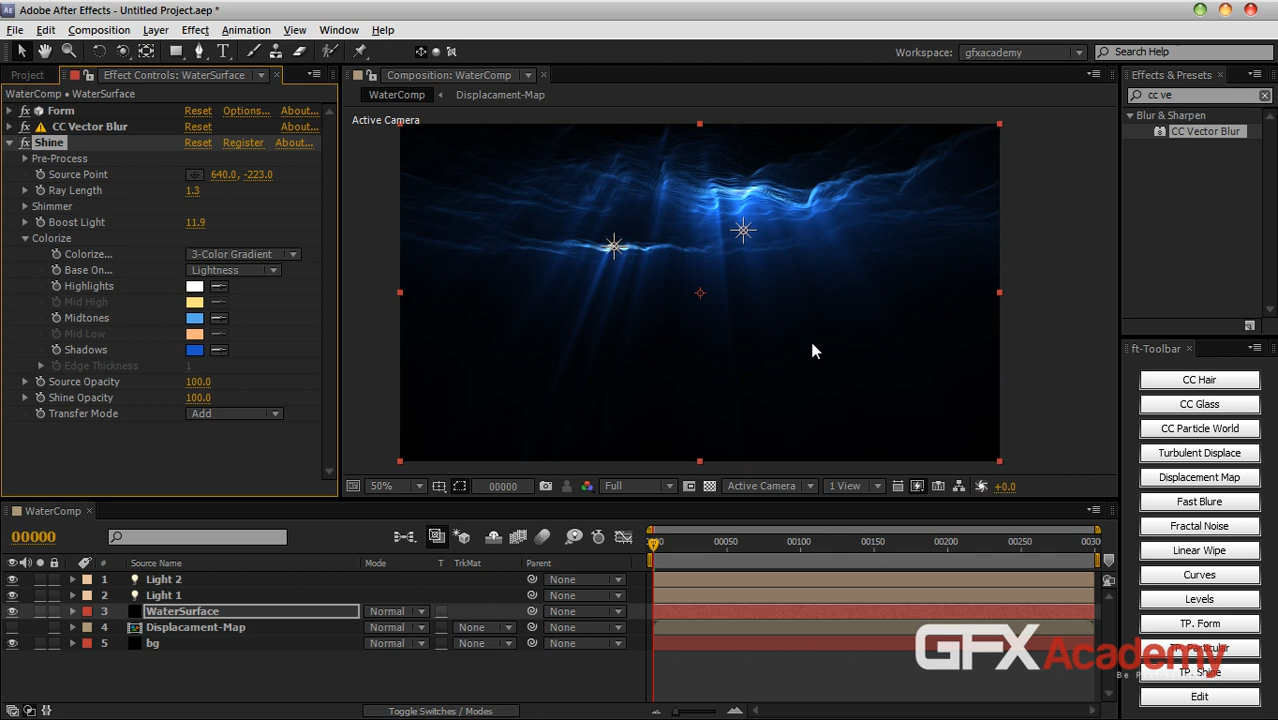 Adobe After Effects - Untitled Project.aep *
File Edit Composition Layer Effect Animation View Window Help
Workspace: gfxacademy Search Help
Project Effect Controls: WaterSurface Composition: WaterComp Effects & Presets
WaterComp • WaterSurface WaterComp Displacament-Map cc ve
Form Reset Options... About... Active Camera Blur & Sharpen
CC Vector Blur Reset About... CC Vector Blur
Shine Reset Register About...
Pre-Process
Source Point 640.0, -223.0
Ray Length 1.3
Shimmer
Boost Light 11.9
Colorize
Colorize... 3-Color Gradient
Base On... Lightness
Highlights
Mid High
Midtones
Mid Low
Shadows
Edge Thickness 1
Source Opacity 100.0
Shine Opacity 100.0
Transfer Mode Add
ft-Toolbar
CC Hair
CC Glass
CC Particle World
Turbulent Displace
Displacement Map
Fast Blure
Fractal Noise
Linear Wipe
Curves
Levels
TP. Form
TP. Particular
TP. Shine
Edit
50% 00000 Full Active Camera 1 View +0.0
WaterComp
00000 00050 00100 00150 00200 00250 0030
# Source Name Mode T TrkMat Parent
1 Light 2 None
2 Light 1 None
3 WaterSurface Normal None
4 Displacament-Map Normal None None
5 bg Normal None None
GFXAcademy
Toggle Switches / Modes